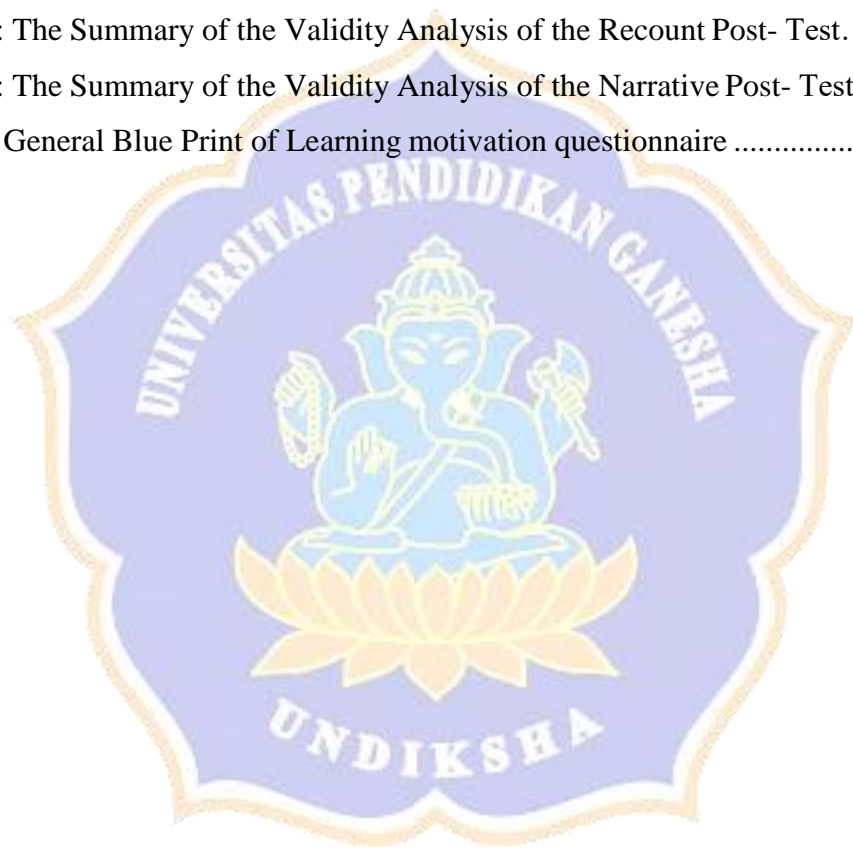 : The Summary of the Validity Analysis of the Recount Post- Test.
: The Summary of the Validity Analysis of the Narrative Post- Test
General Blue Print of Learning motivation questionnaire ..............
UNIVERSITAS PENDIDIKAN GANESHA
UNDIKSHA